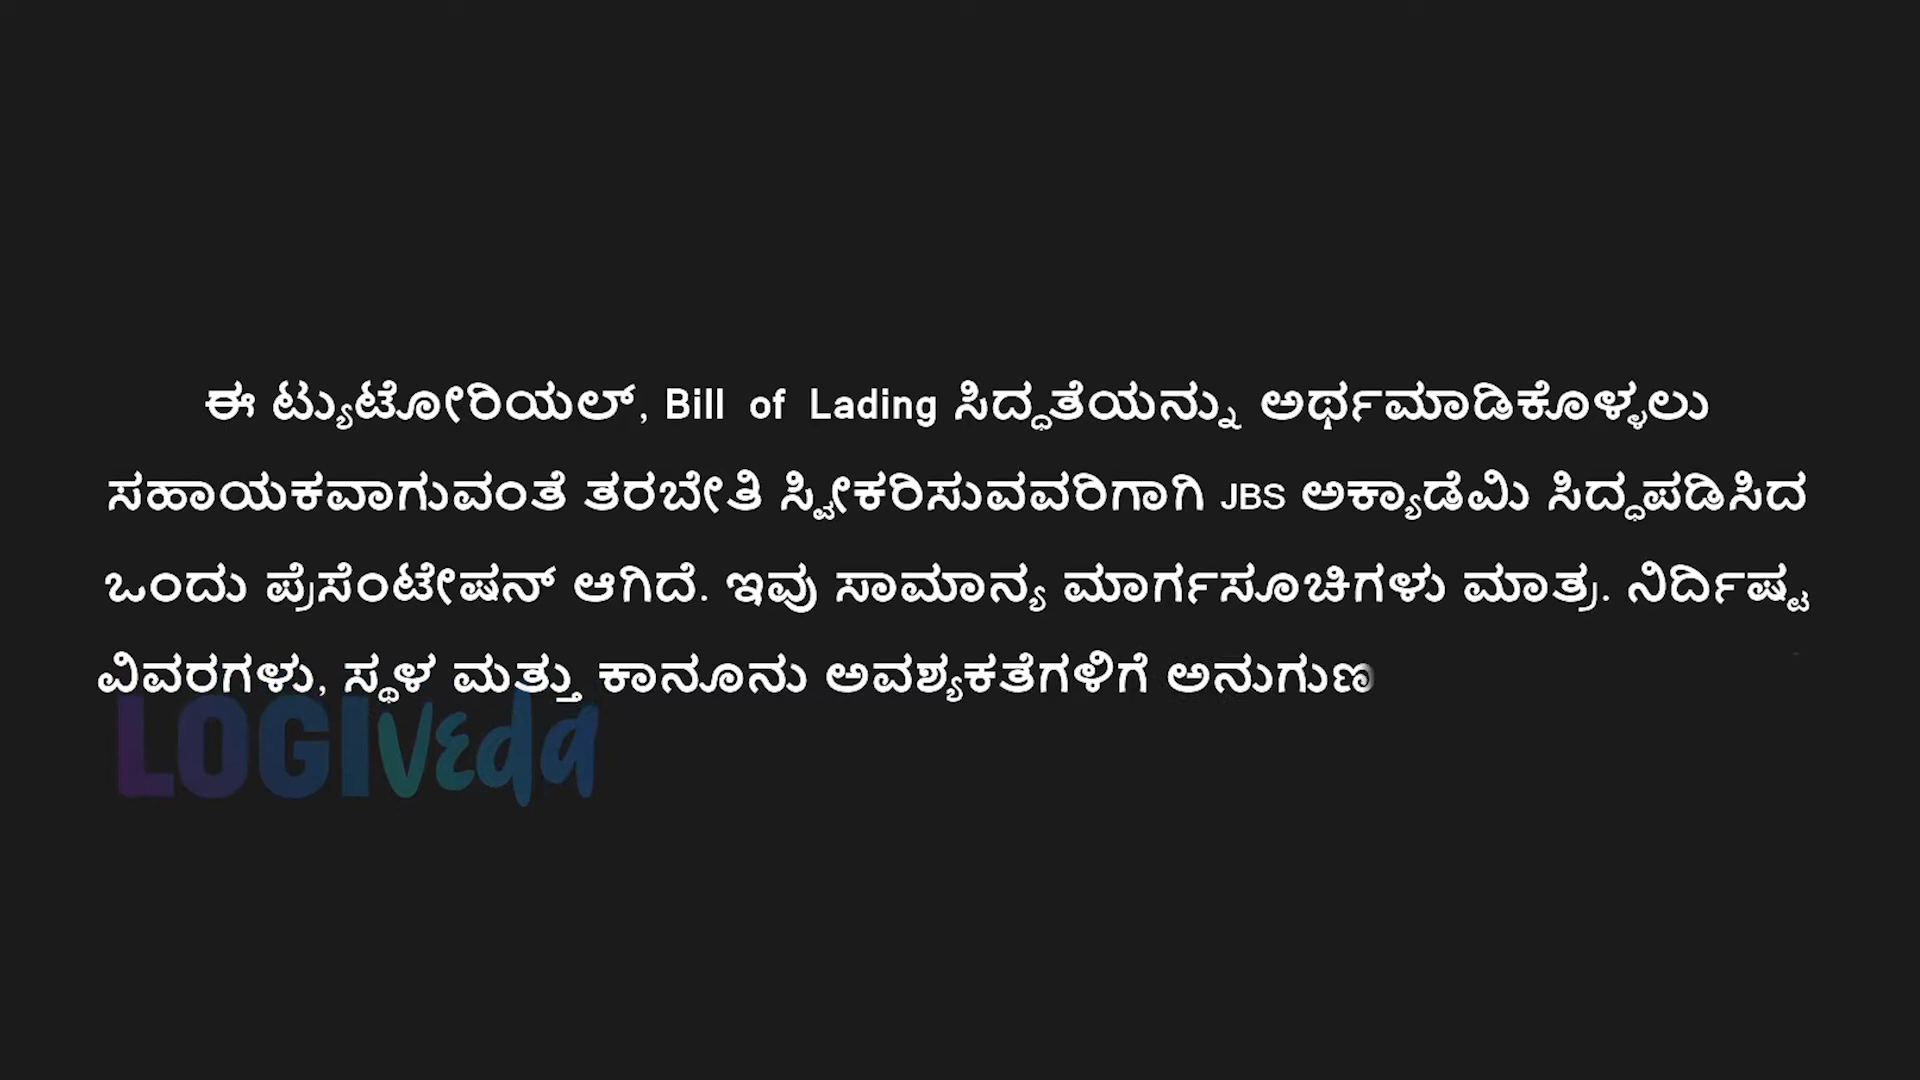 ಈ ಟ್ಯುಟೋರಿಯಲ್, Bill of Lading ಸಿದ್ಧತೆಯನ್ನು ಅರ್ಥಮಾಡಿಕೊಳ್ಳಲು
ಸಹಾಯಕವಾಗುವಂತೆ ತರಬೇತಿ ಸ್ವೀಕರಿಸುವವರಿಗಾಗಿ JBS ಅಕ್ಯಾಡೆಮಿ ಸಿದ್ಧಪಡಿಸಿದ
ಒಂದು ಪ್ರೆಸೆಂಟೇಷನ್ ಆಗಿದೆ. ಇವು ಸಾಮಾನ್ಯ ಮಾರ್ಗಸೂಚಿಗಳು ಮಾತ್ರ. ನಿರ್ದಿಷ್ಟ
ವಿವರಗಳು, ಸ್ಥಳ ಮತ್ತು ಕಾನೂನು ಅವಶ್ಯಕತೆಗಳಿಗೆ ಅನುಗುಣ
LOGIveda